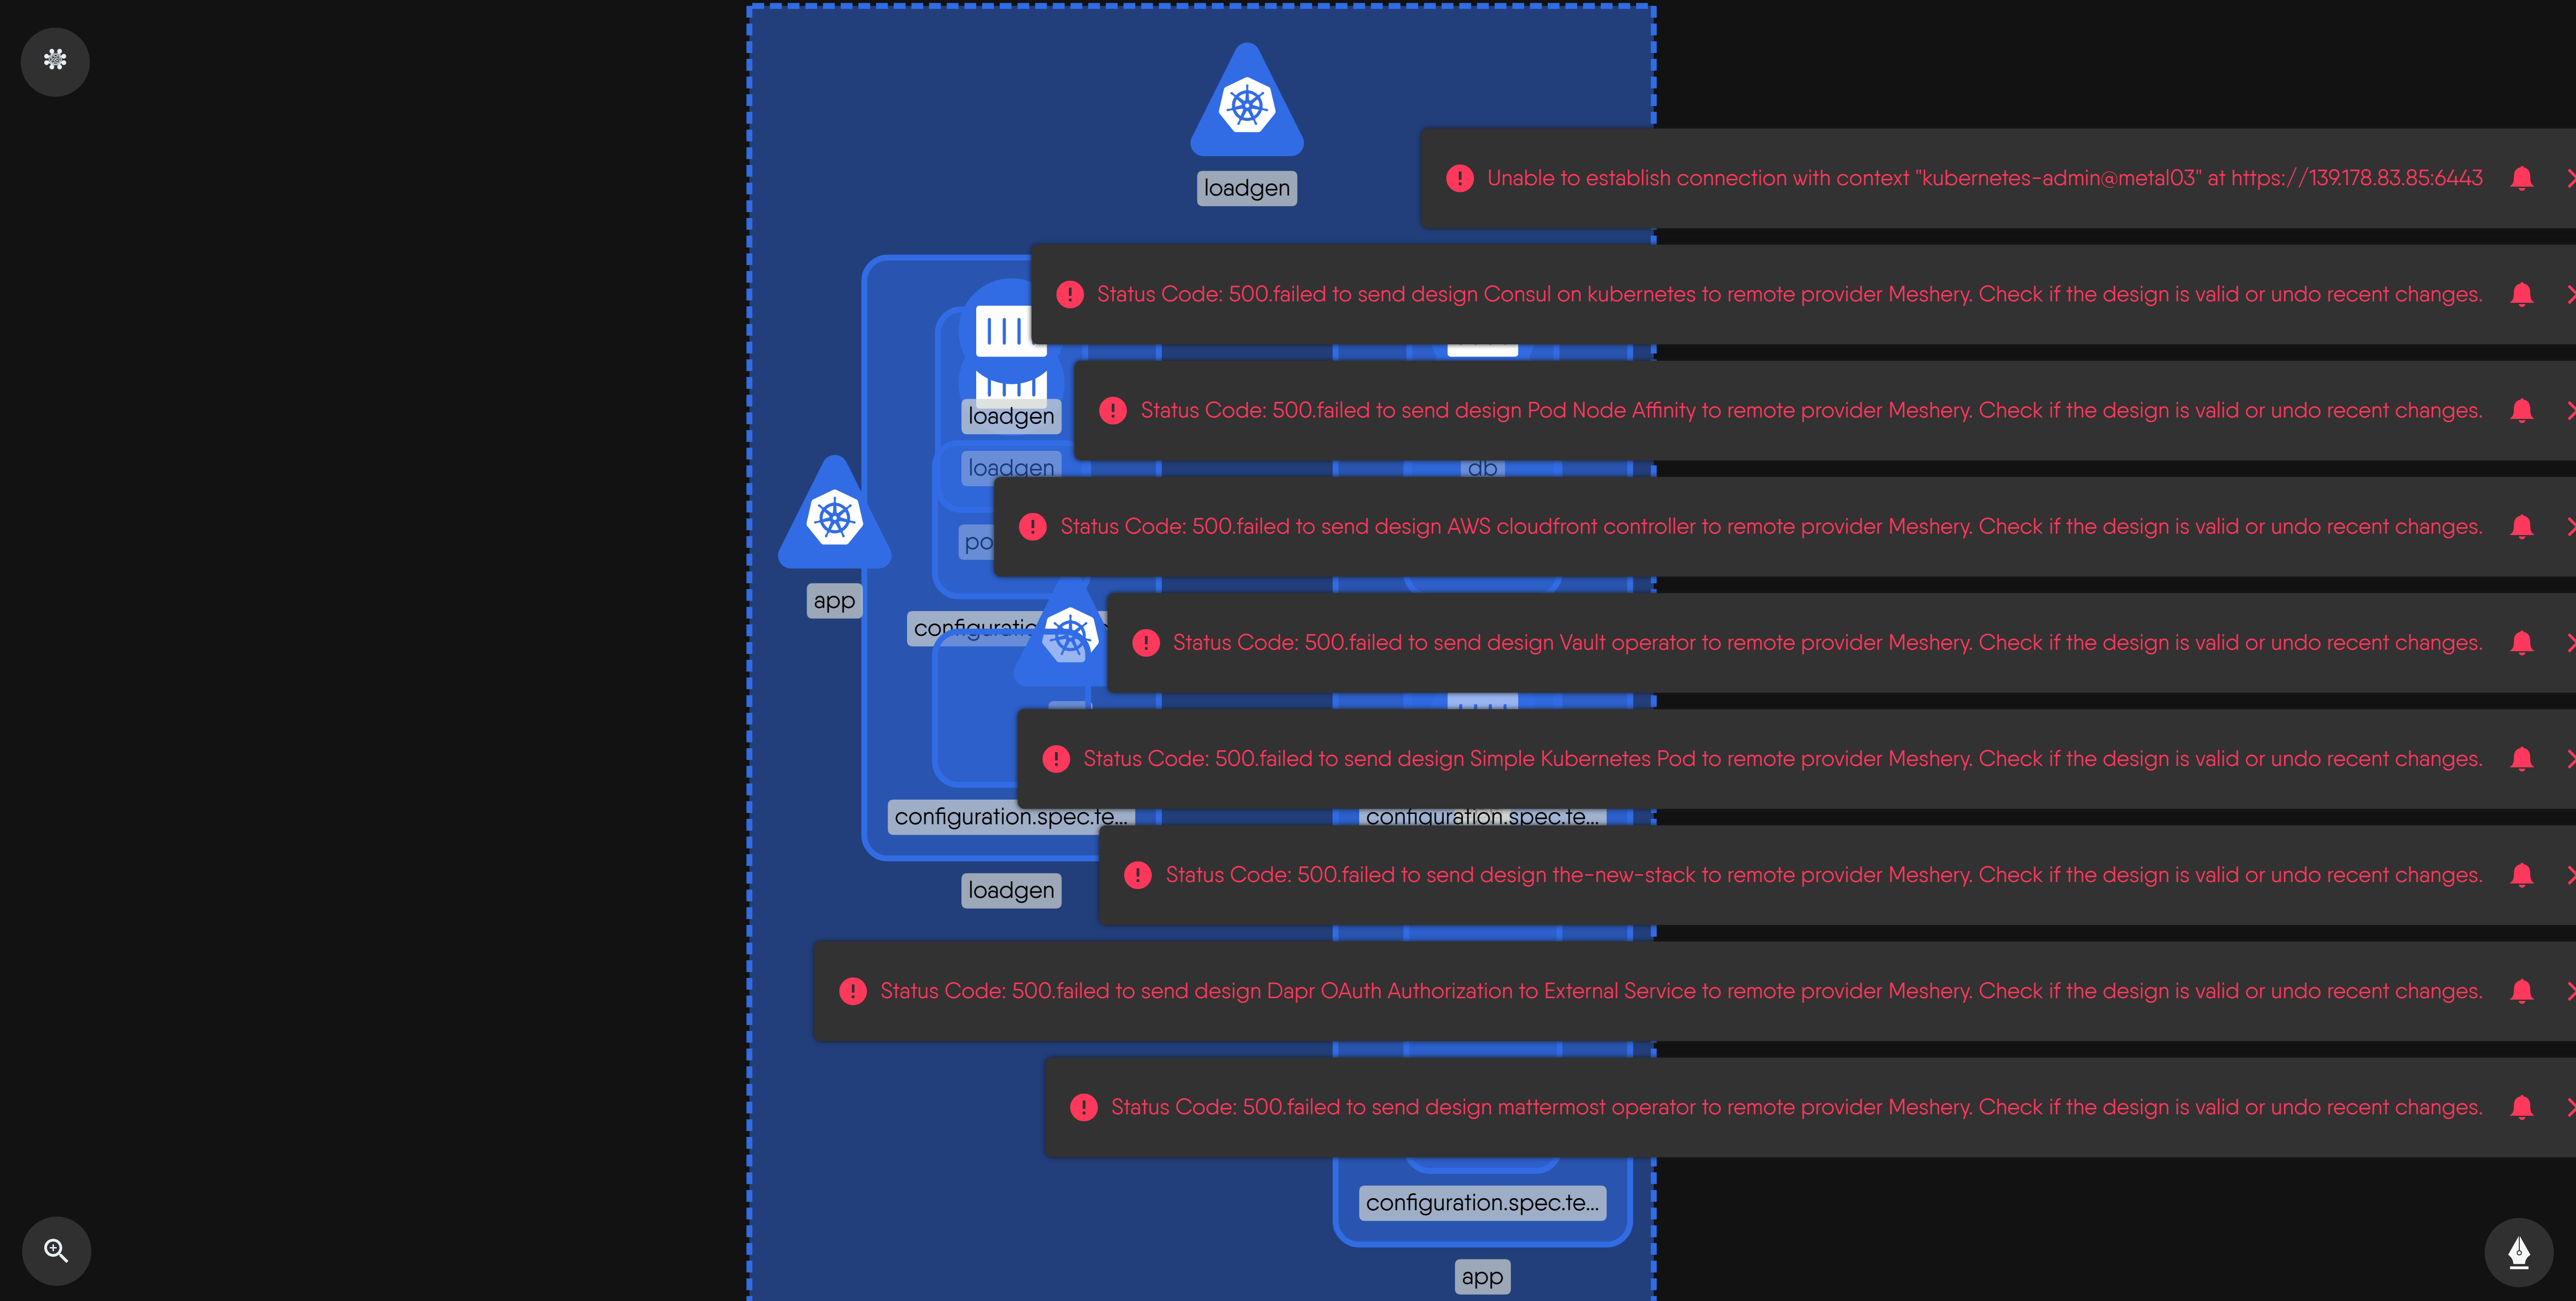 loadgen
Unable to establish connection with context "kubernetes-admin@metal03" at https://139.178.83.85:6443
Status Code: 500.failed to send design Consul on kubernetes to remote provider Meshery. Check if the design is valid or undo recent changes.
Status Code: 500.failed to send design Pod Node Affinity to remote provider Meshery. Check if the design is valid or undo recent changes.
loadgen
loadgen
db
Status Code: 500.failed to send design AWS cloudfront controller to remote provider Meshery. Check if the design is valid or undo recent changes.
po
app
configuratio
Status Code: 500.failed to send design Vault operator to remote provider Meshery. Check if the design is valid or undo recent changes.
Status Code: 500.failed to send design Simple Kubernetes Pod to remote provider Meshery. Check if the design is valid or undo recent changes.
configuration.spec.te...
configuration.spec.te...
Status Code: 500.failed to send design the-new-stack to remote provider Meshery. Check if the design is valid or undo recent changes.
loadgen
Status Code: 500.failed to send design Dapr OAuth Authorization to External Service to remote provider Meshery. Check if the design is valid or undo recent changes.
Status Code: 500.failed to send design mattermost operator to remote provider Meshery. Check if the design is valid or undo recent changes.
configuration.spec.te...
app